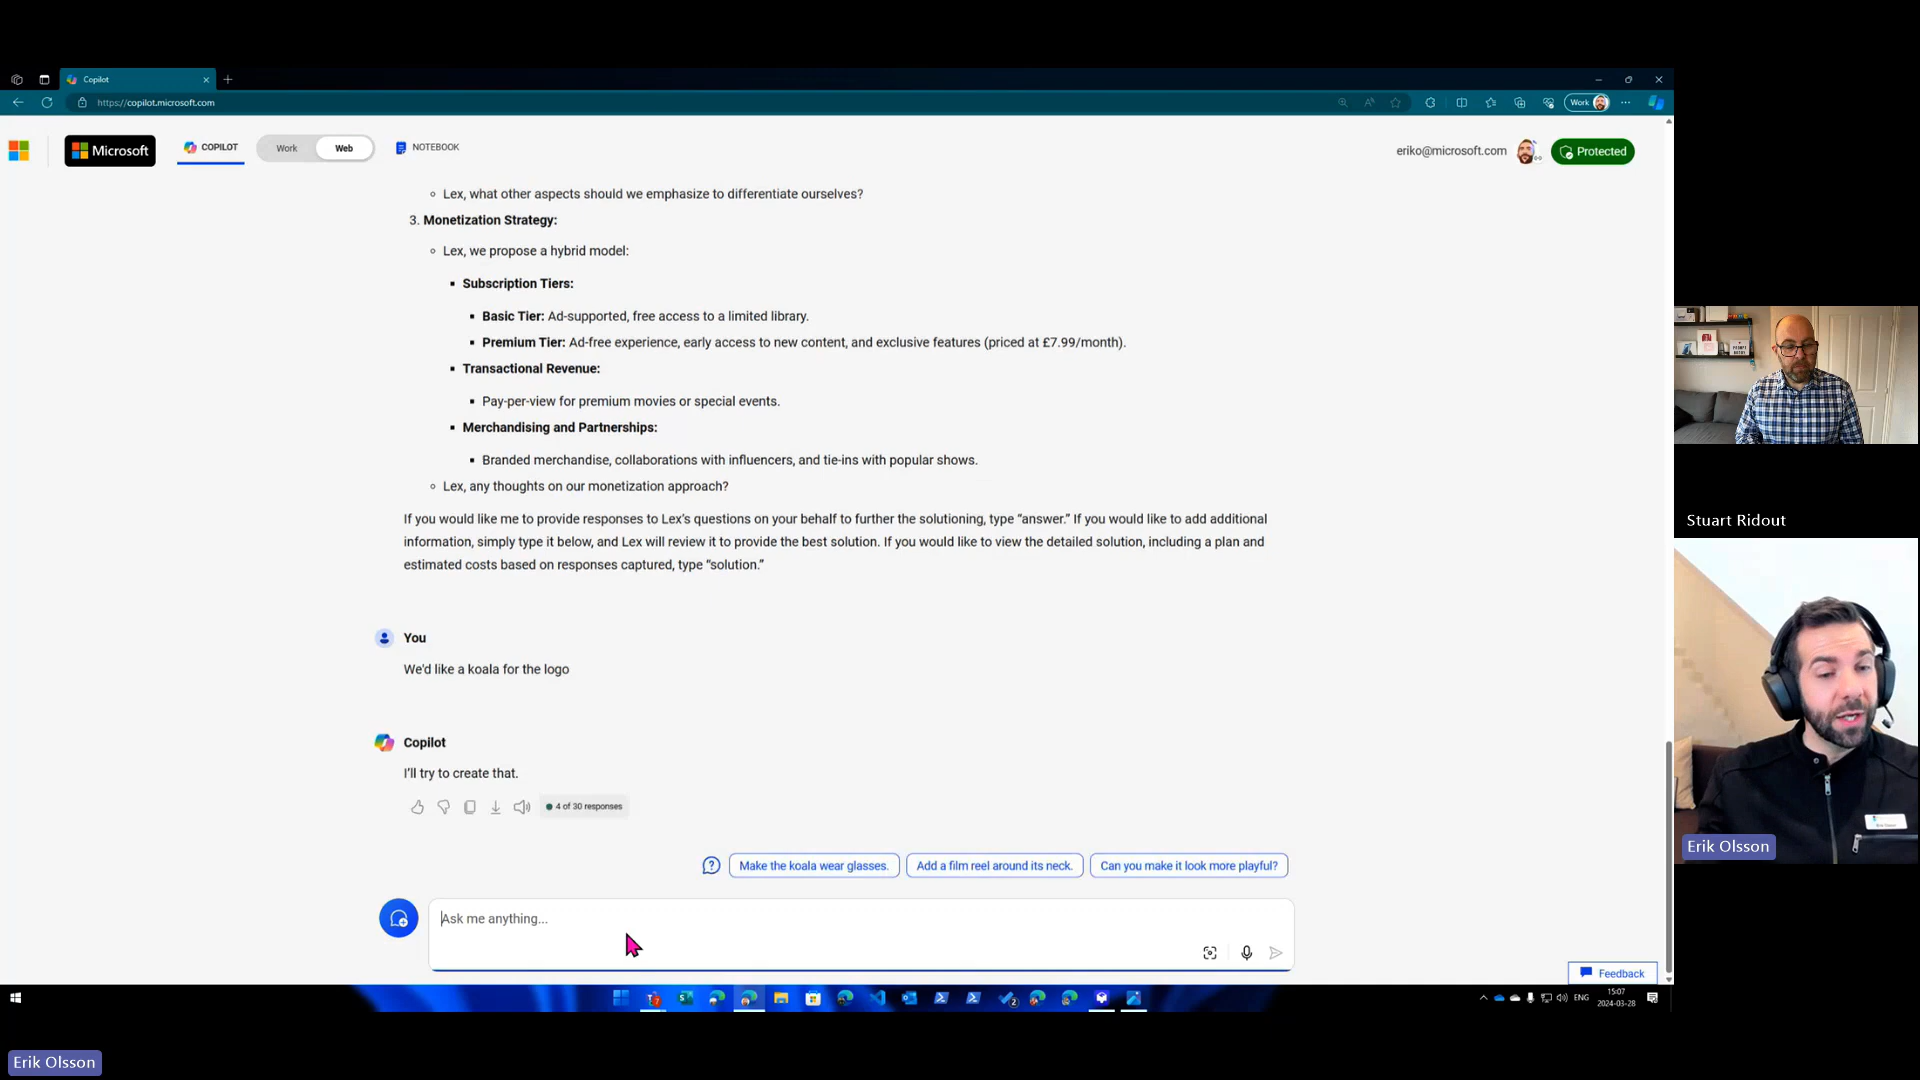 Copilot
https://copilot.microsoft.com
Work
Microsoft
COPILOT
Work
Web
NOTEBOOK
eriko@microsoft.com
Protected
Lex, what other aspects should we emphasize to differentiate ourselves?
3. Monetization Strategy:
Lex, we propose a hybrid model:
Subscription Tiers:
Basic Tier: Ad-supported, free access to a limited library.
Premium Tier: Ad-free experience, early access to new content, and exclusive features (priced at £7.99/month).
Transactional Revenue:
Pay-per-view for premium movies or special events.
Merchandising and Partnerships:
Branded merchandise, collaborations with influencers, and tie-ins with popular shows.
Lex, any thoughts on our monetization approach?
If you would like me to provide responses to Lex’s questions on your behalf to further the solutioning, type “answer.” If you would like to add additional
information, simply type it below, and Lex will review it to provide the best solution. If you would like to view the detailed solution, including a plan and
estimated costs based on responses captured, type “solution.”
You
We'd like a koala for the logo
Copilot
I’ll try to create that.
4 of 30 responses
Make the koala wear glasses.
Add a film reel around its neck.
Can you make it look more playful?
Ask me anything...
Feedback
ENG
15:07
2024-03-28
Stuart Ridout
Erik Olsson
Erik Olsson